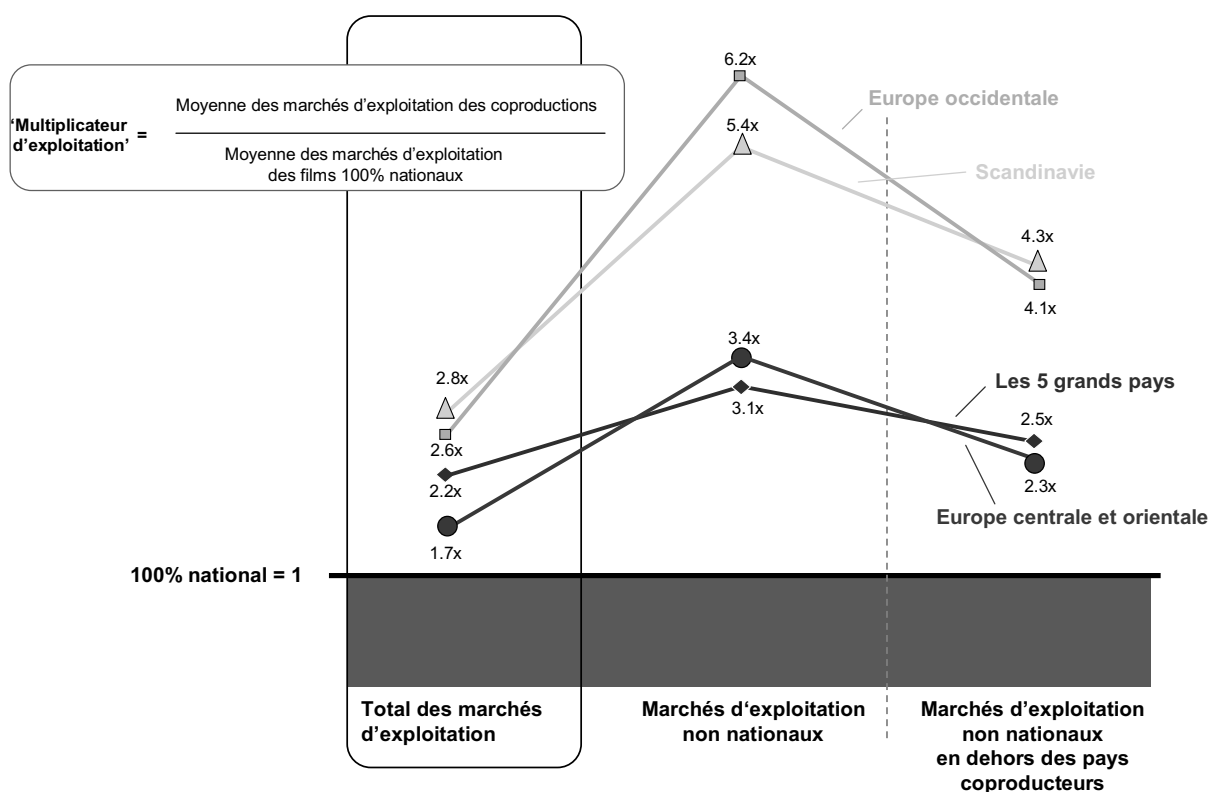 ‘Multiplicateur
d’exploitation’ =
Moyenne des marchés d’exploitation des coproductions
Moyenne des marchés d’exploitation
des films 100% nationaux
6.2x
Europe occidentale
5.4x
Scandinavie
4.3x
4.1x
3.4x
3.1x
Les 5 grands pays
2.8x
2.6x
2.5x
2.2x
2.3x
Europe centrale et orientale
1.7x
100% national = 1
Total des marchés
d’exploitation
Marchés d‘exploitation
non nationaux
Marchés d’exploitation
non nationaux
en dehors des pays
coproducteurs